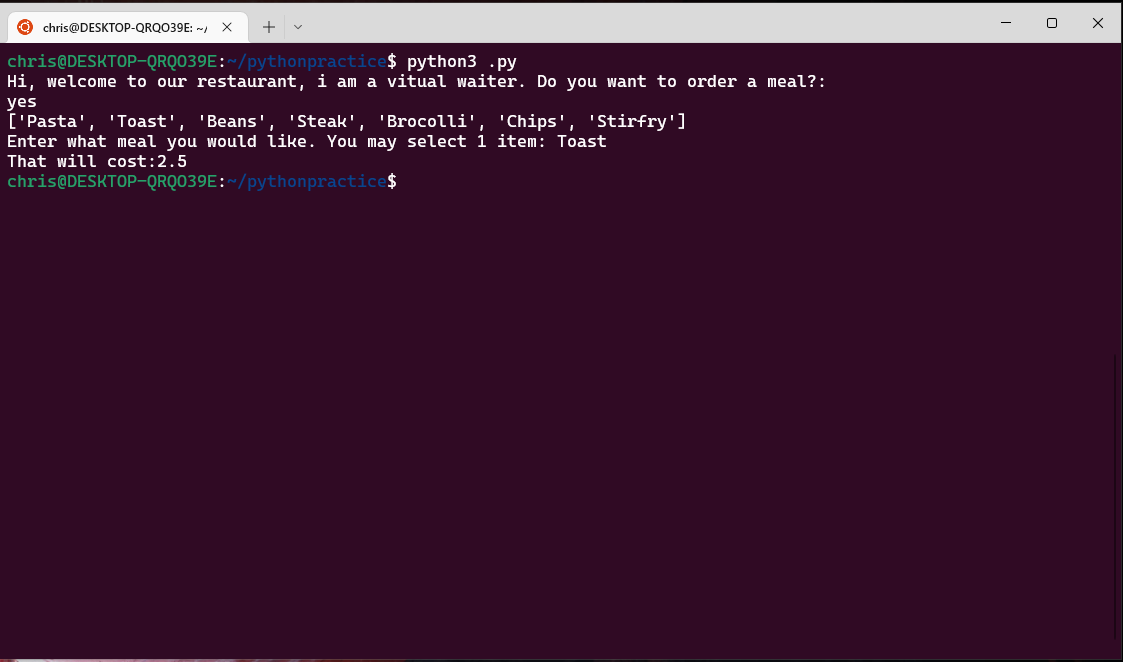 chris@DESKTOP-QRQO39E: ~/
chris@DESKTOP-QRQO39E:~/pythonpractice$ python3 .py
Hi, welcome to our restaurant, i am a vitual waiter. Do you want to order a meal?:
yes
['Pasta', 'Toast', 'Beans', 'Steak', 'Brocolli', 'Chips', 'Stirfry']
Enter what meal you would like. You may select 1 item: Toast
That will cost:2.5
chris@DESKTOP-QRQO39E:~/pythonpractice$